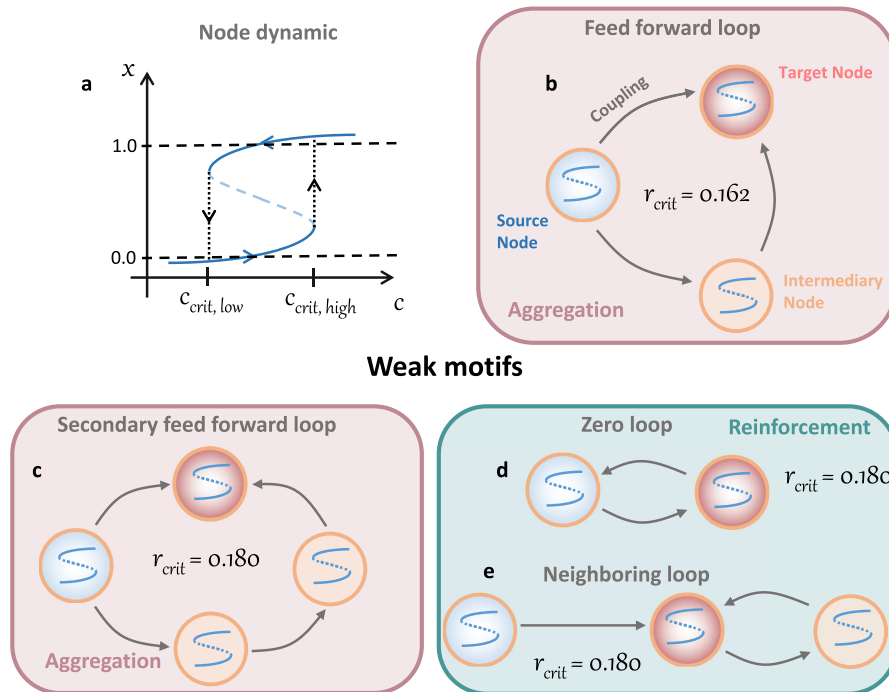 Node dynamic
a
x
1.0
0.0
c_crit, low
c_crit, high
c
Feed forward loop
b
Target Node
Coupling
r_crit = 0.162
Source
Node
Intermediary
Node
Aggregation
Weak motifs
Secondary feed forward loop
c
r_crit = 0.180
Aggregation
Zero loop
Reinforcement
d
r_crit = 0.180
e
Neighboring loop
r_crit = 0.180